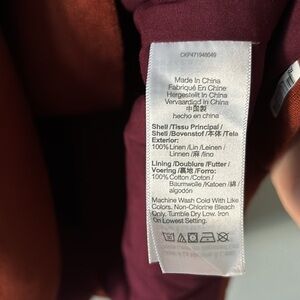 CKP471948049
Made In China
Fabriqué En Chine
Hergestellt In China
Vervaardigd In China
中国製
hecho en china
Shell /Tissu Principal /
Shell /Bovenstof /本体 /Tela
Exterior:
100%Linen /Lin /Leinen /
Linnen /麻 /lino
Lining /Doublure /Futter /
Voering /裏地 /Forro:
100%Cotton /Coton /
Baumwolle /Katoen /綿 /
algodón
Machine Wash Cold With Like
Colors. Non-Chlorine Bleach
Only. Tumble Dry Low. Iron
On Lowest Setting.